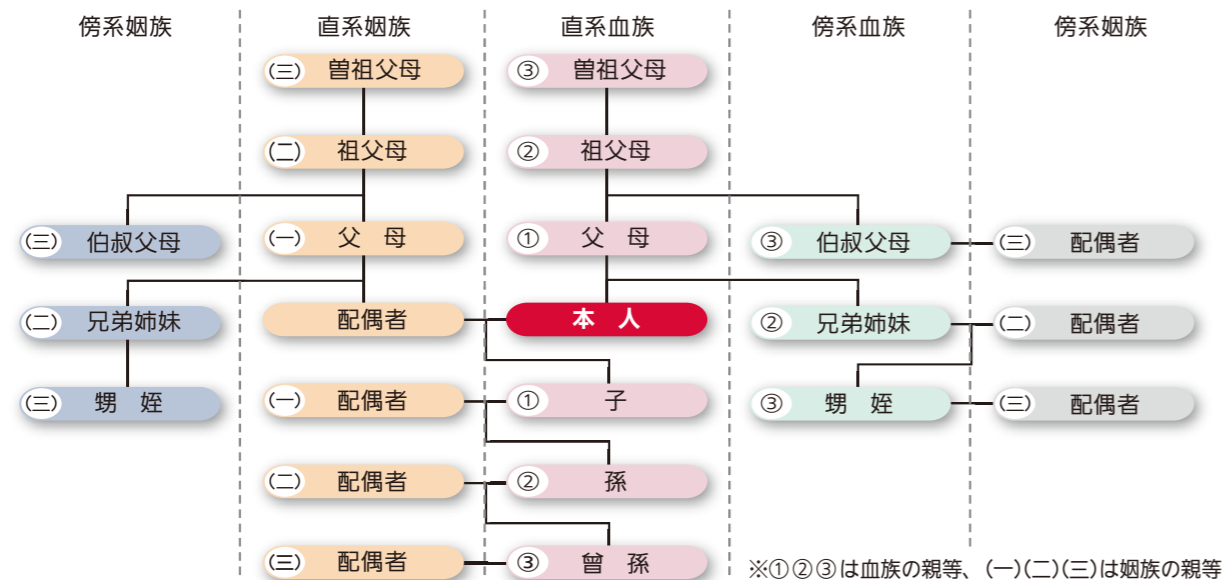 傍系姻族 直系姻族 直系血族 傍系血族 傍系姻族
(三) 曽祖父母 ③ 曽祖父母
(二) 祖父母 ② 祖父母
(三) 伯叔父母 (一) 父 母 ① 父 母 ③ 伯叔父母 (三) 配偶者
(二) 兄弟姉妹 配偶者 本 人 ② 兄弟姉妹 (二) 配偶者
(三) 甥 姪 (一) 配偶者 ① 子 ③ 甥 姪 (三) 配偶者
(二) 配偶者 ② 孫
(三) 配偶者 ③ 曾 孫
※①②③は血族の親等、(一)(二)(三)は姻族の親等